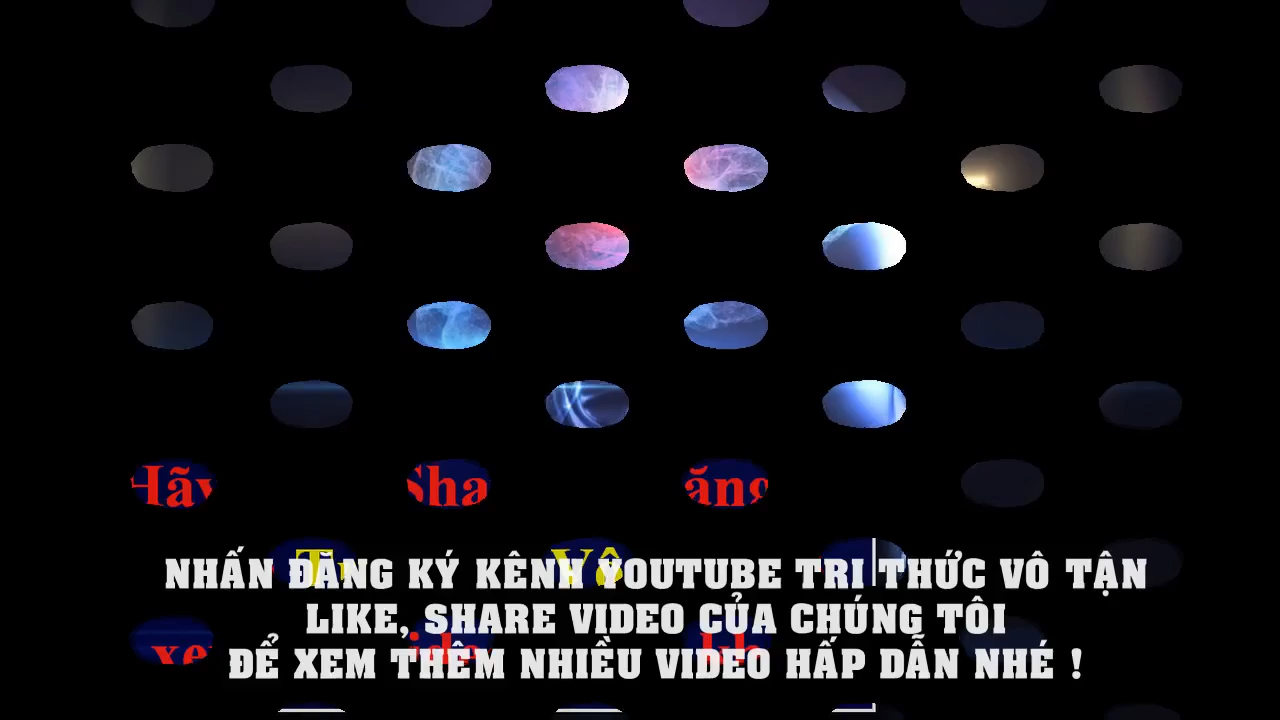 NHẤN ĐĂNG KÝ KÊNH YOUTUBE TRI THỨC VÔ TẬN
LIKE, SHARE VIDEO CỦA CHÚNG TÔI
ĐỂ XEM THÊM NHIỀU VIDEO HẤP DẪN NHÉ !